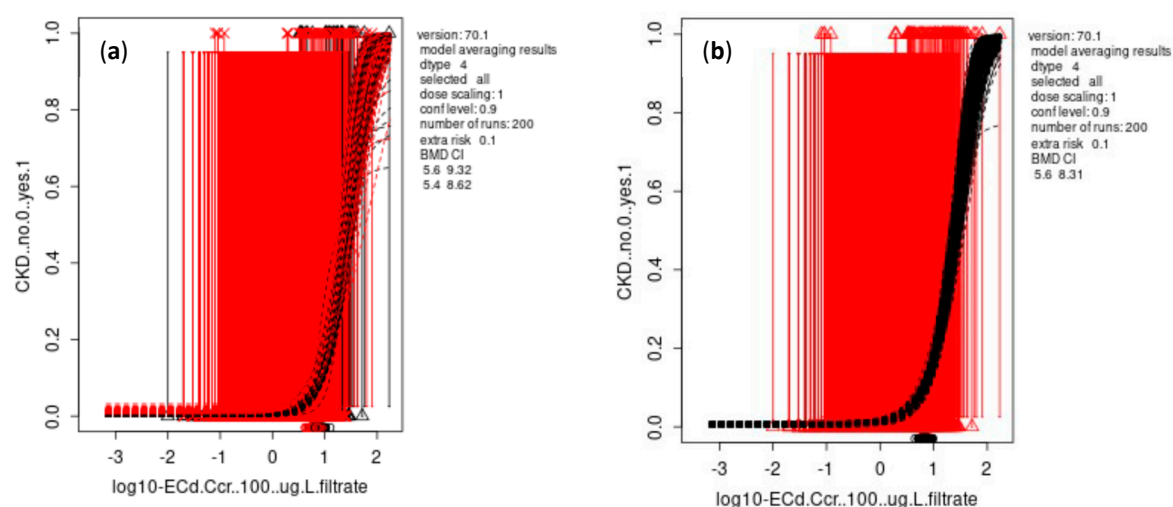 (a)
CKD..no.0..yes.1
1.0
0.8
0.6
0.4
0.2
0.0
-3 -2 -1 0 1 2
log10-ECd.Ccr..100..ug.L.filtrate
version: 70.1
model averaging results
dtype 4
selected all
dose scaling: 1
conf level: 0.9
number of runs: 200
extra risk 0.1
BMD CI
5.6 9.32
5.4 8.62
(b)
CKD..no.0..yes.1
1.0
0.8
0.6
0.4
0.2
0.0
-3 -2 -1 0 1 2
log10-ECd.Ccr..100..ug.L.filtrate
version: 70.1
model averaging results
dtype 4
selected all
dose scaling: 1
conf level: 0.9
number of runs: 200
extra risk 0.1
BMD CI
5.6 8.31